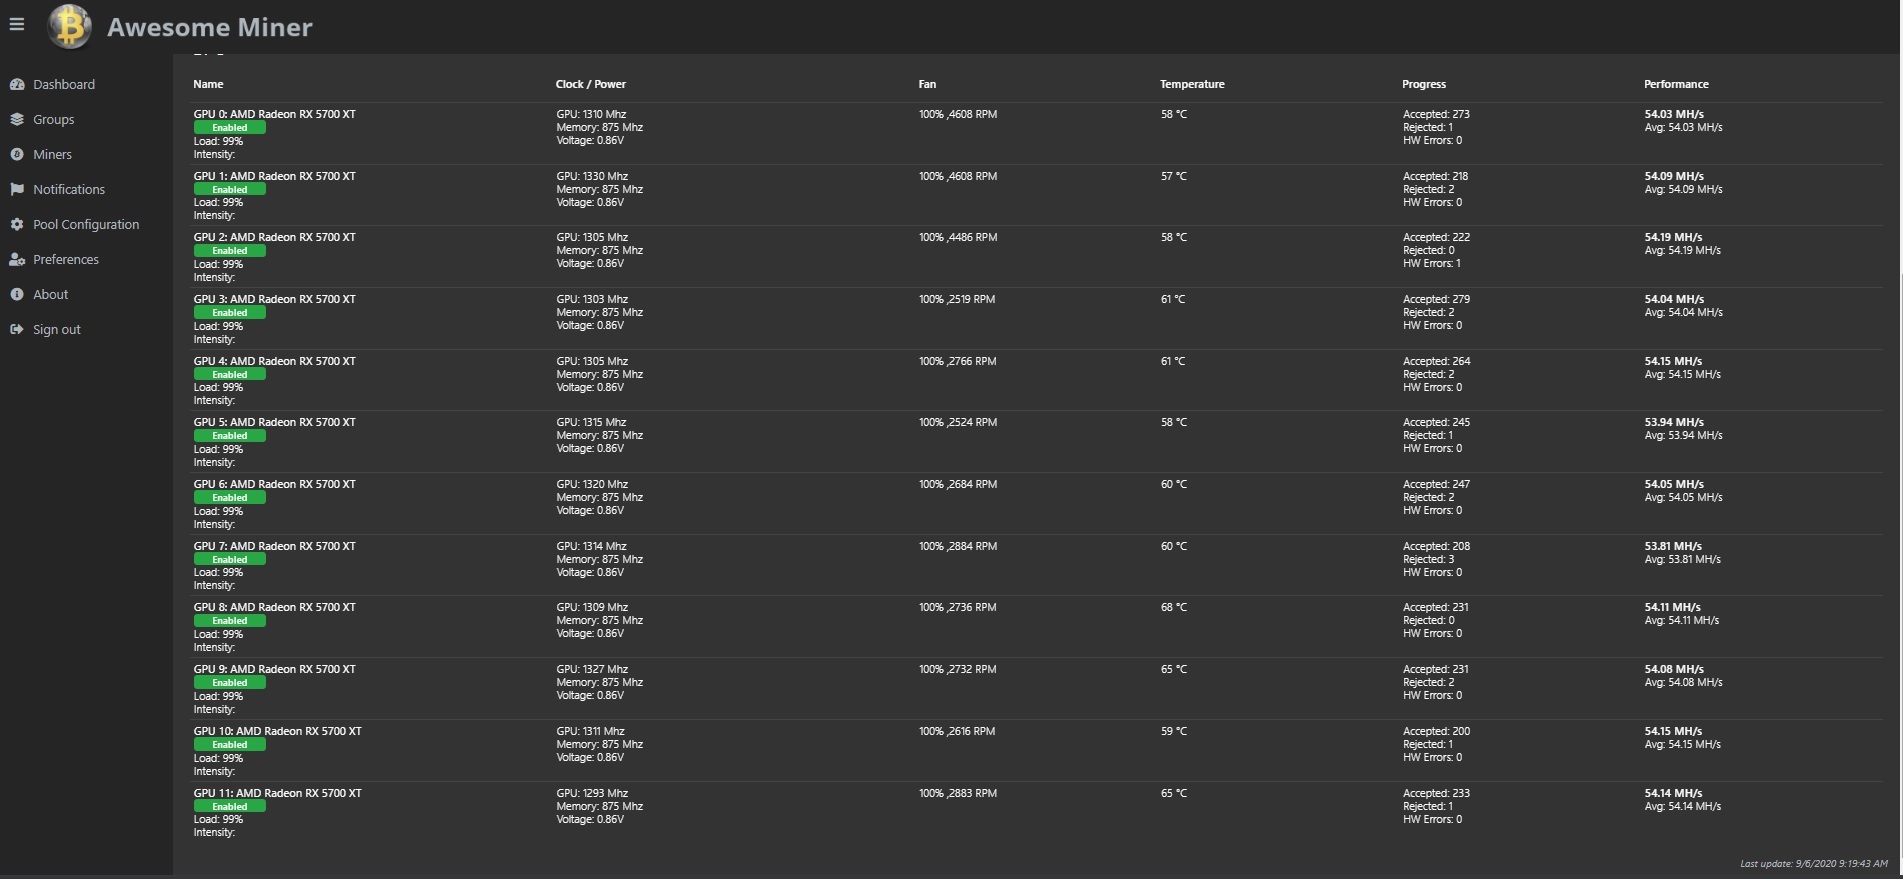 Awesome Miner
Dashboard
Groups
Miners
Notifications
Pool Configuration
Preferences
About
Sign out
Name Clock / Power Fan Temperature Progress Performance
GPU 0: AMD Radeon RX 5700 XT GPU: 1310 Mhz 100% ,4608 RPM 58 °C Accepted: 273 54.03 MH/s
Enabled Memory: 875 Mhz Rejected: 1 Avg: 54.03 MH/s
Load: 99% Voltage: 0.86V HW Errors: 0
Intensity:
GPU 1: AMD Radeon RX 5700 XT GPU: 1330 Mhz 100% ,4608 RPM 57 °C Accepted: 218 54.09 MH/s
Enabled Memory: 875 Mhz Rejected: 2 Avg: 54.09 MH/s
Load: 99% Voltage: 0.86V HW Errors: 0
Intensity:
GPU 2: AMD Radeon RX 5700 XT GPU: 1305 Mhz 100% ,4486 RPM 58 °C Accepted: 222 54.19 MH/s
Enabled Memory: 875 Mhz Rejected: 0 Avg: 54.19 MH/s
Load: 99% Voltage: 0.86V HW Errors: 1
Intensity:
GPU 3: AMD Radeon RX 5700 XT GPU: 1303 Mhz 100% ,2519 RPM 61 °C Accepted: 279 54.04 MH/s
Enabled Memory: 875 Mhz Rejected: 2 Avg: 54.04 MH/s
Load: 99% Voltage: 0.86V HW Errors: 0
Intensity:
GPU 4: AMD Radeon RX 5700 XT GPU: 1305 Mhz 100% ,2766 RPM 61 °C Accepted: 264 54.15 MH/s
Enabled Memory: 875 Mhz Rejected: 2 Avg: 54.15 MH/s
Load: 99% Voltage: 0.86V HW Errors: 0
Intensity:
GPU 5: AMD Radeon RX 5700 XT GPU: 1315 Mhz 100% ,2524 RPM 58 °C Accepted: 245 53.94 MH/s
Enabled Memory: 875 Mhz Rejected: 1 Avg: 53.94 MH/s
Load: 99% Voltage: 0.86V HW Errors: 0
Intensity:
GPU 6: AMD Radeon RX 5700 XT GPU: 1320 Mhz 100% ,2684 RPM 60 °C Accepted: 247 54.05 MH/s
Enabled Memory: 875 Mhz Rejected: 2 Avg: 54.05 MH/s
Load: 99% Voltage: 0.86V HW Errors: 0
Intensity:
GPU 7: AMD Radeon RX 5700 XT GPU: 1314 Mhz 100% ,2884 RPM 60 °C Accepted: 208 53.81 MH/s
Enabled Memory: 875 Mhz Rejected: 3 Avg: 53.81 MH/s
Load: 99% Voltage: 0.86V HW Errors: 0
Intensity:
GPU 8: AMD Radeon RX 5700 XT GPU: 1309 Mhz 100% ,2736 RPM 68 °C Accepted: 231 54.11 MH/s
Enabled Memory: 875 Mhz Rejected: 0 Avg: 54.11 MH/s
Load: 99% Voltage: 0.86V HW Errors: 0
Intensity:
GPU 9: AMD Radeon RX 5700 XT GPU: 1327 Mhz 100% ,2732 RPM 65 °C Accepted: 231 54.08 MH/s
Enabled Memory: 875 Mhz Rejected: 2 Avg: 54.08 MH/s
Load: 99% Voltage: 0.86V HW Errors: 0
Intensity:
GPU 10: AMD Radeon RX 5700 XT GPU: 1311 Mhz 100% ,2616 RPM 59 °C Accepted: 200 54.15 MH/s
Enabled Memory: 875 Mhz Rejected: 1 Avg: 54.15 MH/s
Load: 99% Voltage: 0.86V HW Errors: 0
Intensity:
GPU 11: AMD Radeon RX 5700 XT GPU: 1293 Mhz 100% ,2883 RPM 65 °C Accepted: 233 54.14 MH/s
Enabled Memory: 875 Mhz Rejected: 1 Avg: 54.14 MH/s
Load: 99% Voltage: 0.86V HW Errors: 0
Intensity:
Last update: 9/6/2020 9:19:43 AM